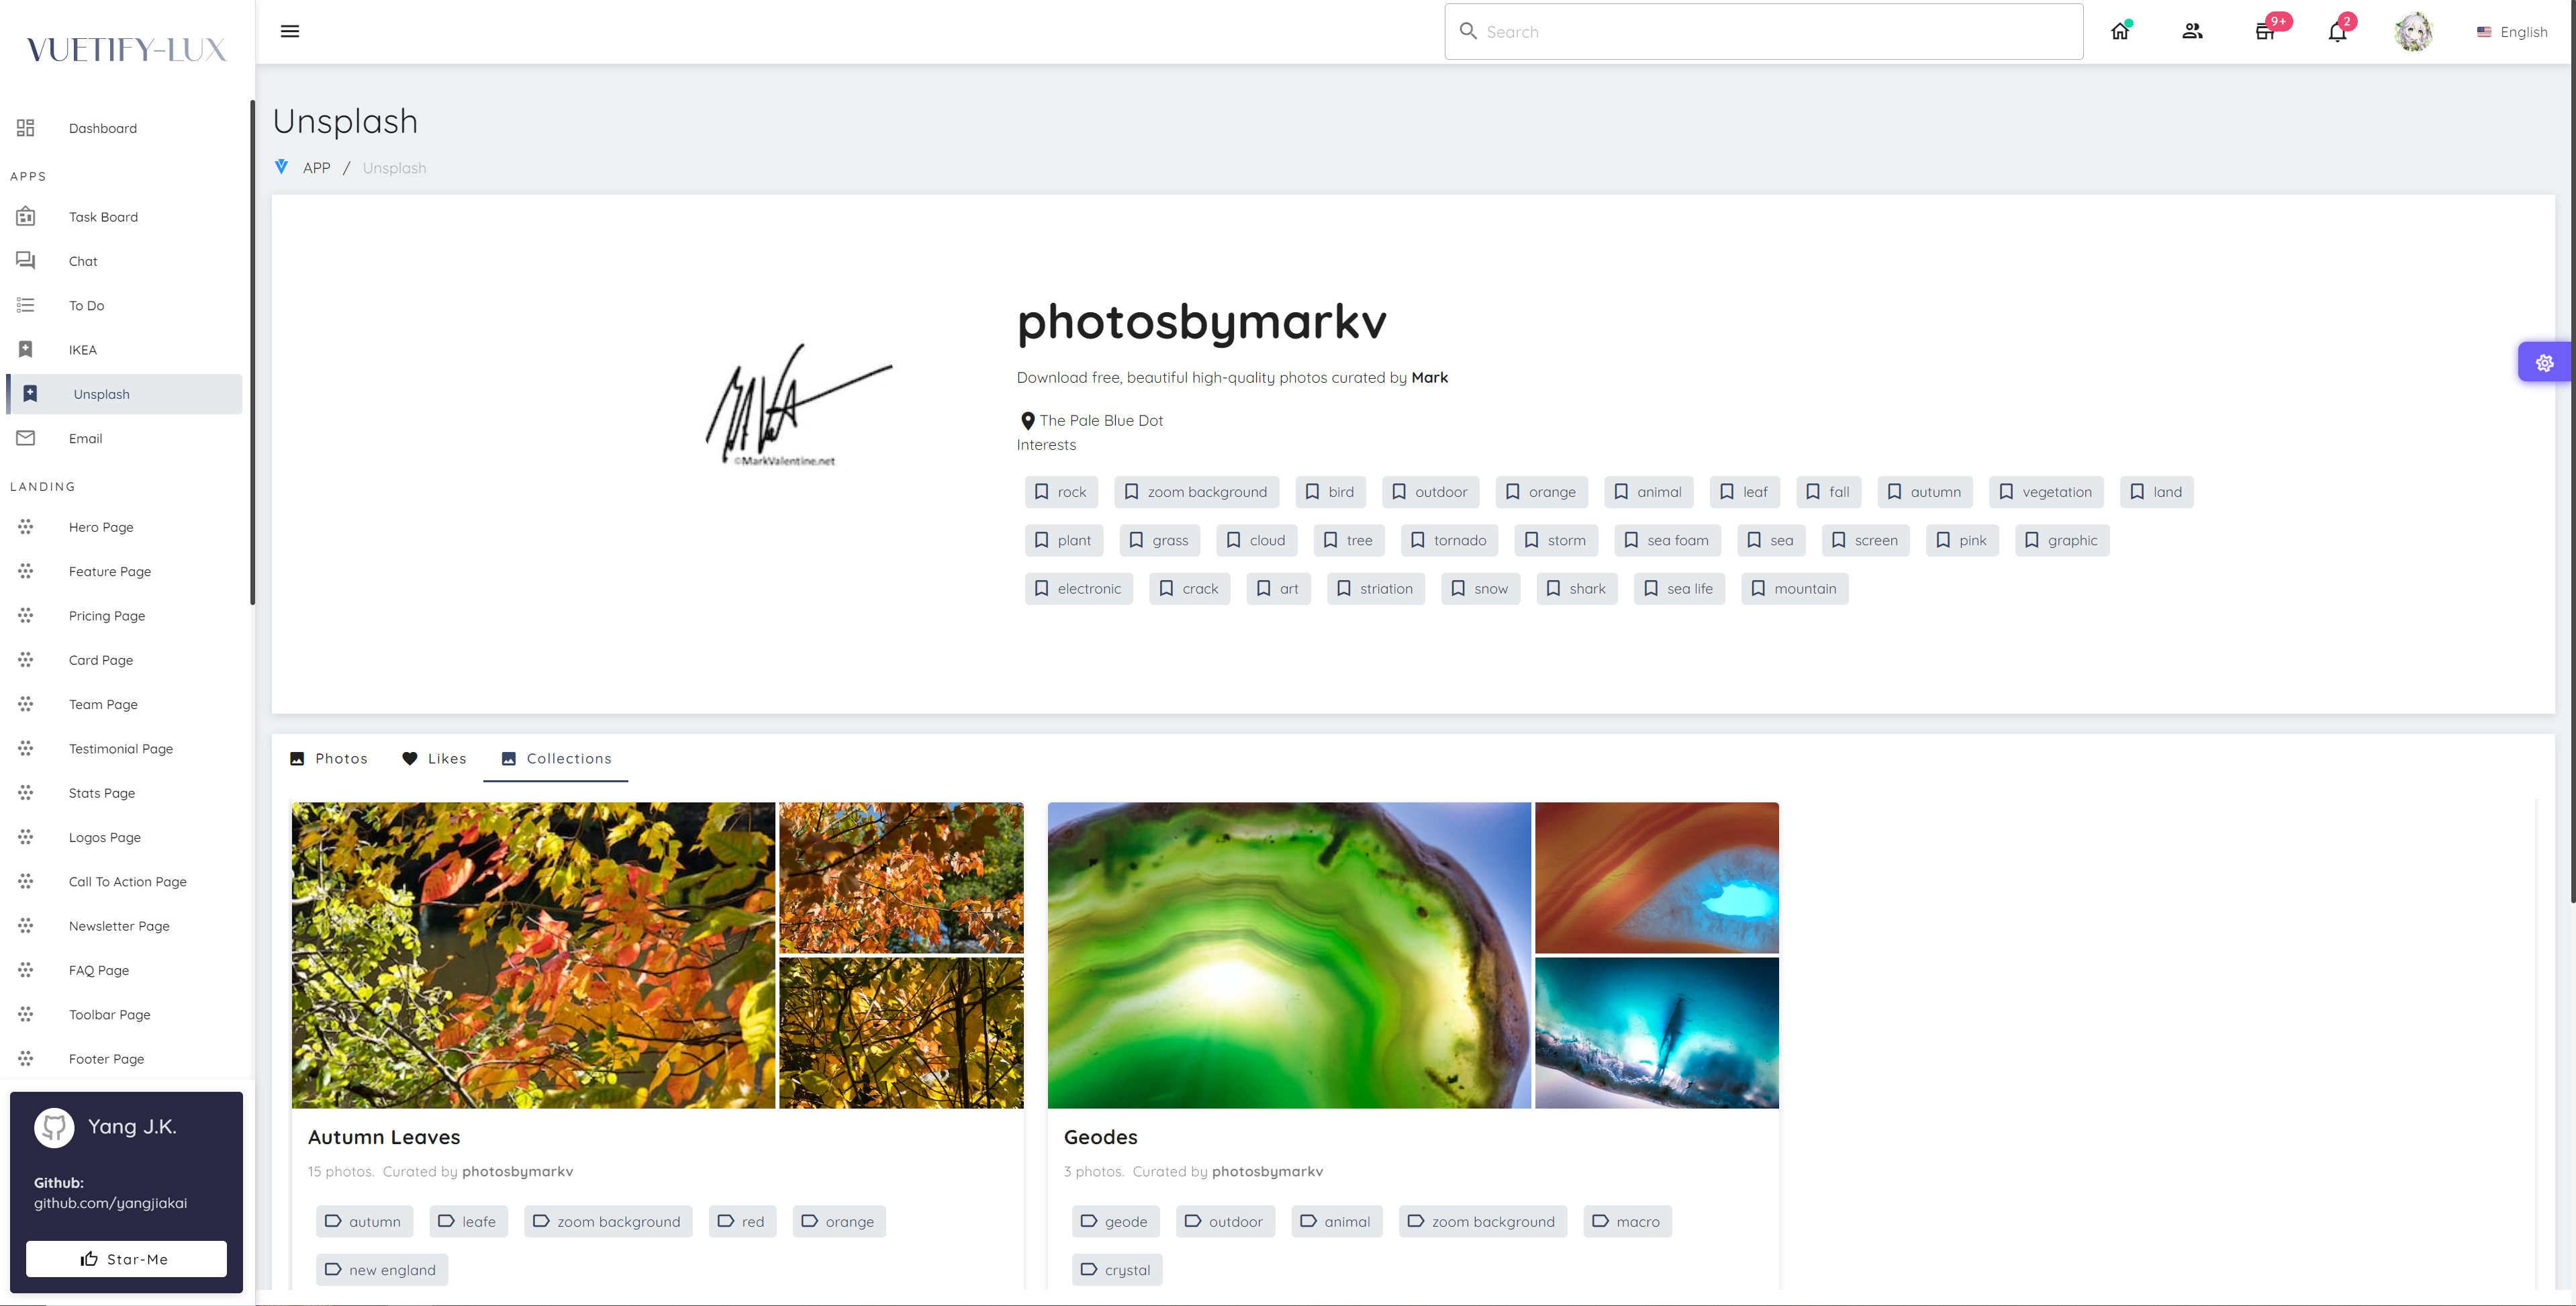 VUETIFY-LUX
Search
9+
2
English
Dashboard
APPS
Task Board
Chat
To Do
IKEA
Unsplash
Email
LANDING
Hero Page
Feature Page
Pricing Page
Card Page
Team Page
Testimonial Page
Stats Page
Logos Page
Call To Action Page
Newsletter Page
FAQ Page
Toolbar Page
Footer Page
Yang J.K.
Github:
github.com/yangjiakai
Star-Me
Unsplash
APP / Unsplash
©MarkValentine.net
photosbymarkv
Download free, beautiful high-quality photos curated by Mark
The Pale Blue Dot
Interests
rock zoom background bird outdoor orange animal leaf fall autumn vegetation land
plant grass cloud tree tornado storm sea foam sea screen pink graphic
electronic crack art striation snow shark sea life mountain
Photos Likes Collections
Autumn Leaves
15 photos. Curated by photosbymarkv
autumn leafe zoom background red orange
new england
Geodes
3 photos. Curated by photosbymarkv
geode outdoor animal zoom background macro
crystal